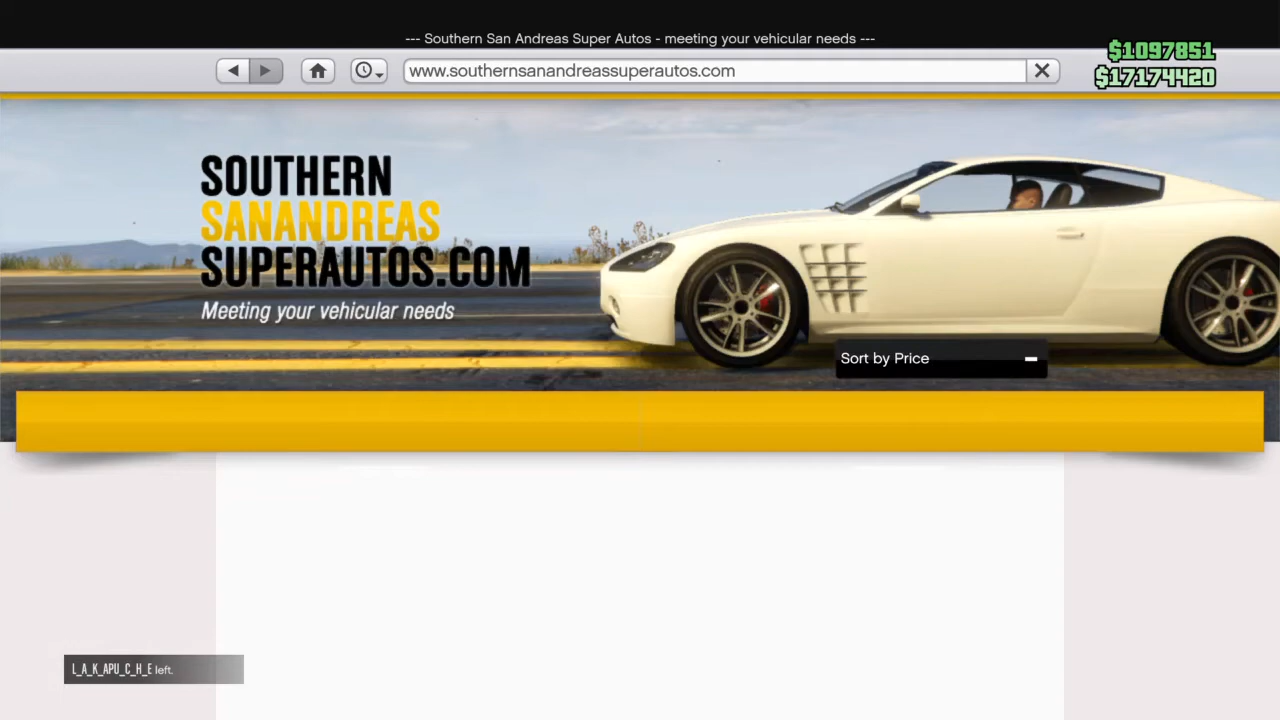 --- Southern San Andreas Super Autos - meeting your vehicular needs ---
$1097851
www.southernsanandreassuperautos.com
$17174420
SOUTHERN
SANANDREAS
SUPERAUTOS.COM
Meeting your vehicular needs
Sort by Price
L_A_K_APU_C_H_E left.